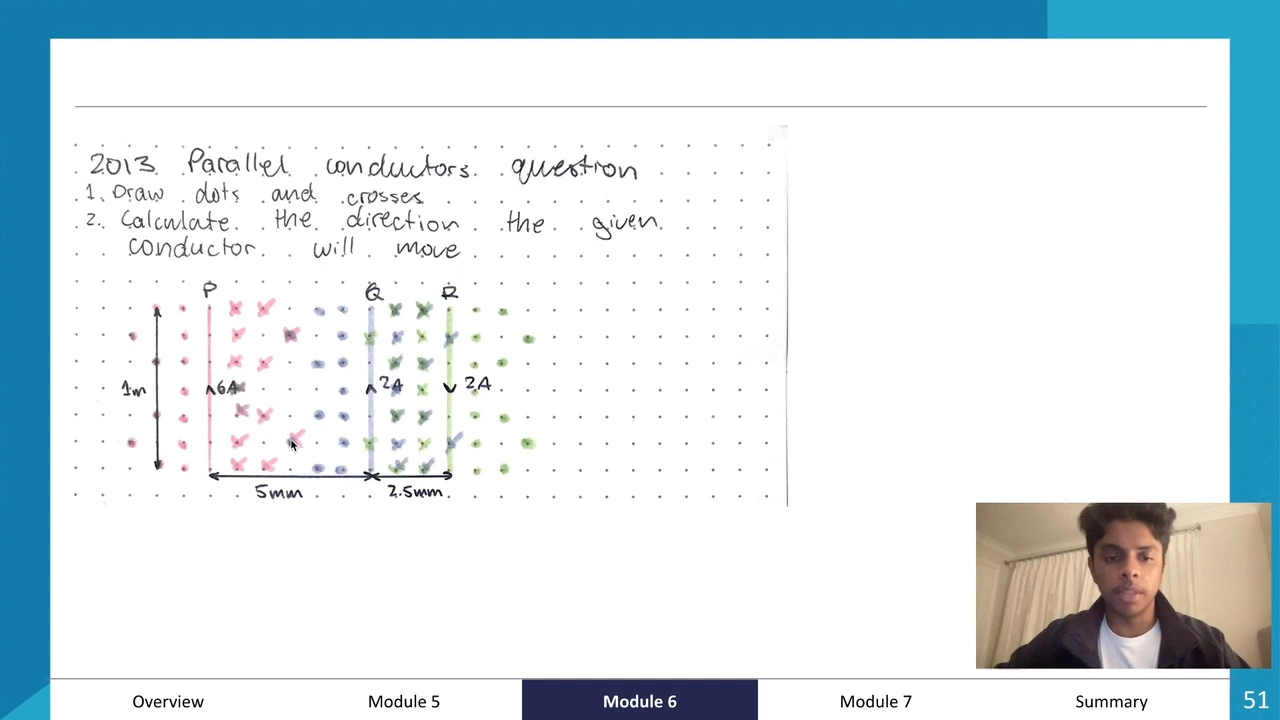 2013 Parallel conductors question
1. Draw dots and crosses
2. Calculate the direction the given
conductor will move
P Q R
1m 6A 2A 2A
5mm 2.5mm
Overview Module 5 Module 6 Module 7 Summary 51